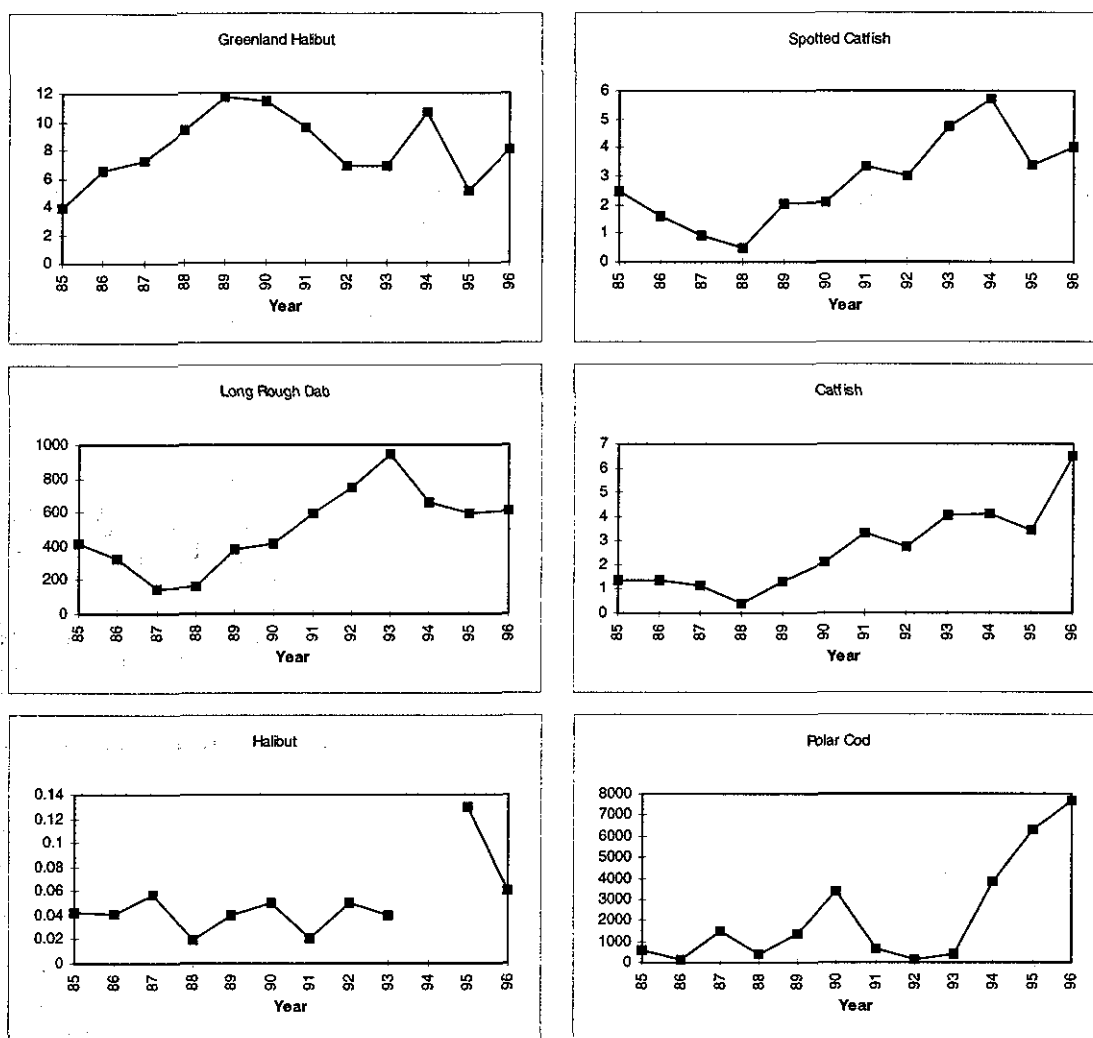 Greenland Halibut
12
10
8
6
4
2
0
85 86 87 88 89 90 91 92 93 94 95 96
Year
Spotted Catfish
6
5
4
3
2
1
0
85 86 87 88 89 90 91 92 93 94 95 96
Year
Long Rough Dab
1000
800
600
400
200
0
85 86 87 88 89 90 91 92 93 94 95 96
Year
Catfish
7
6
5
4
3
2
1
0
85 86 87 88 89 90 91 92 93 94 95 96
Year
Halibut
0.14
0.12
0.1
0.08
0.06
0.04
0.02
0
85 86 87 88 89 90 91 92 93 94 95 96
Year
Polar Cod
8000
7000
6000
5000
4000
3000
2000
1000
0
85 86 87 88 89 90 91 92 93 94 95 96
Year